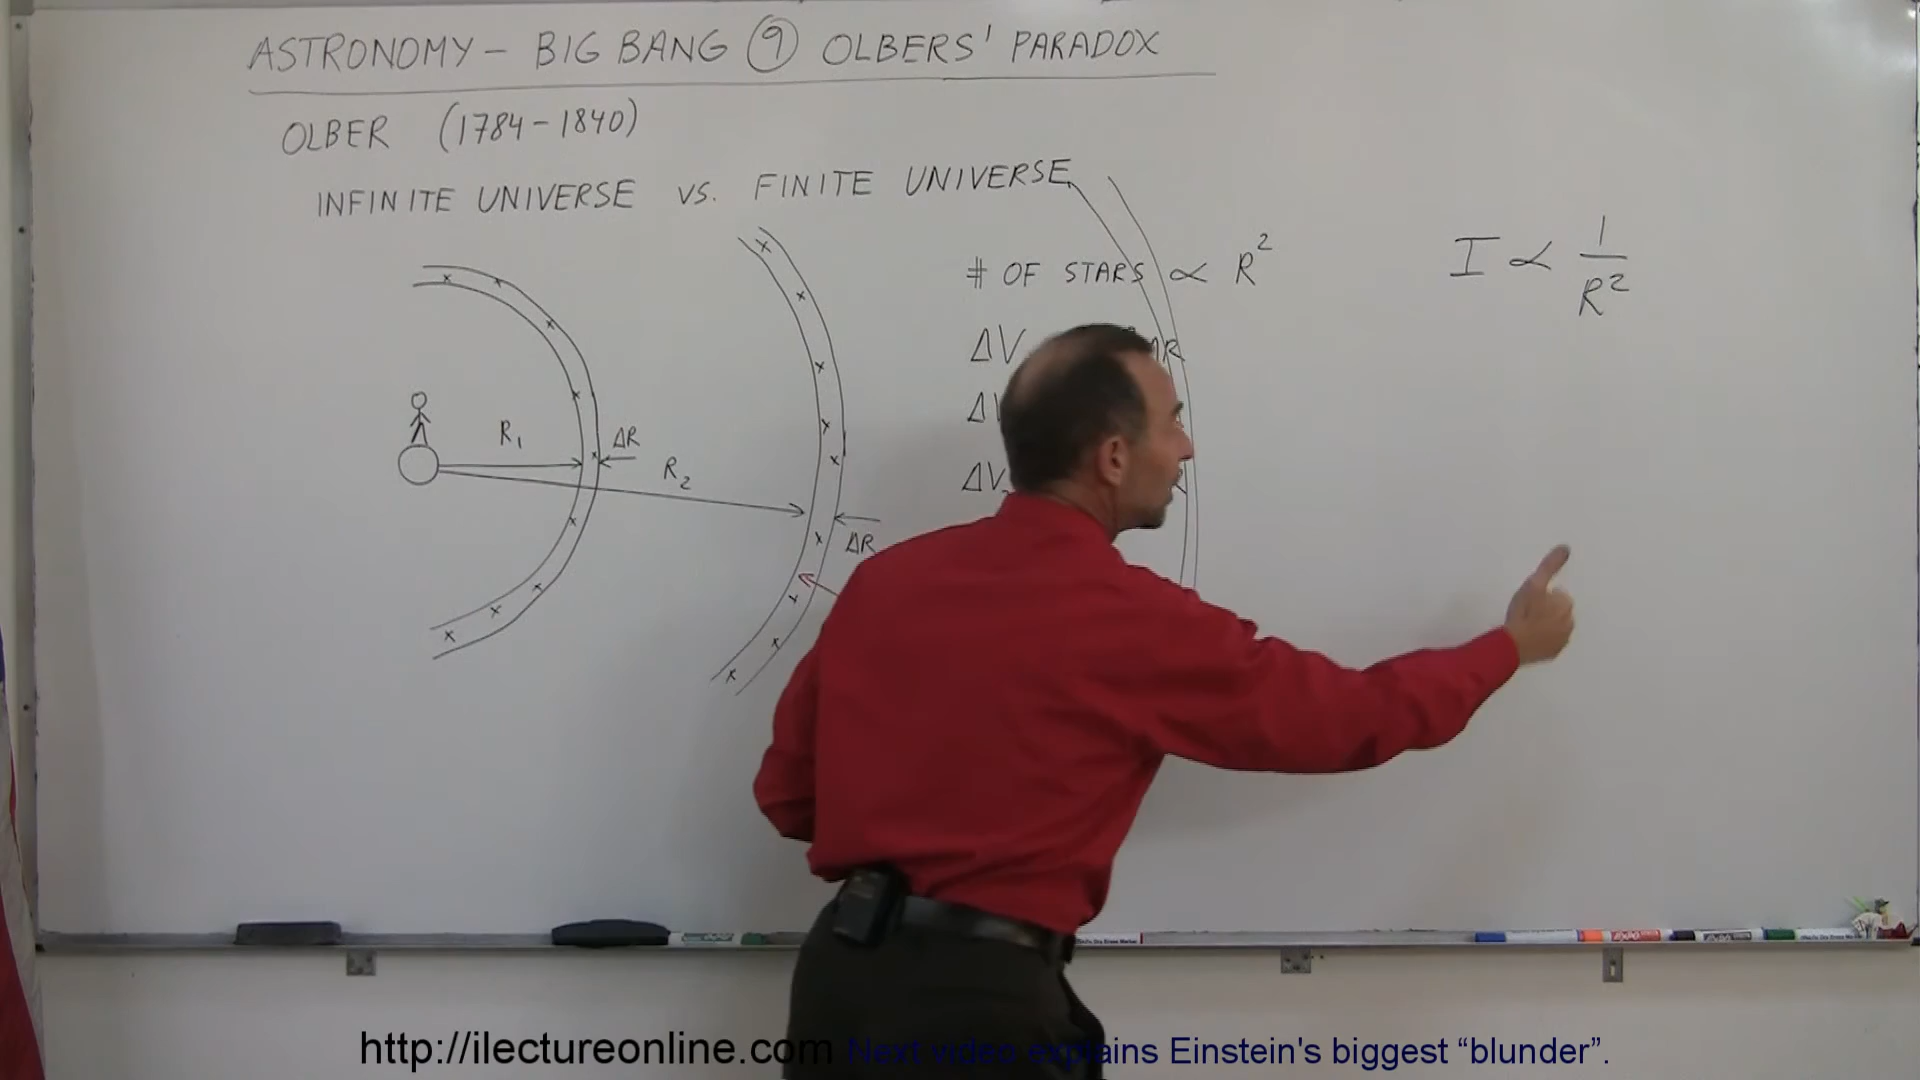 ASTRONOMY - BIG BANG 9 OLBERS' PARADOX
OLBER (1784-1840)
INFINITE UNIVERSE VS. FINITE UNIVERSE
# OF STARS ∝ R²
I ∝ 1/R²
ΔV
ΔV
R₁
ΔR
R₂
ΔR
http://ilectureonline.com Next video explains Einstein's biggest “blunder”.